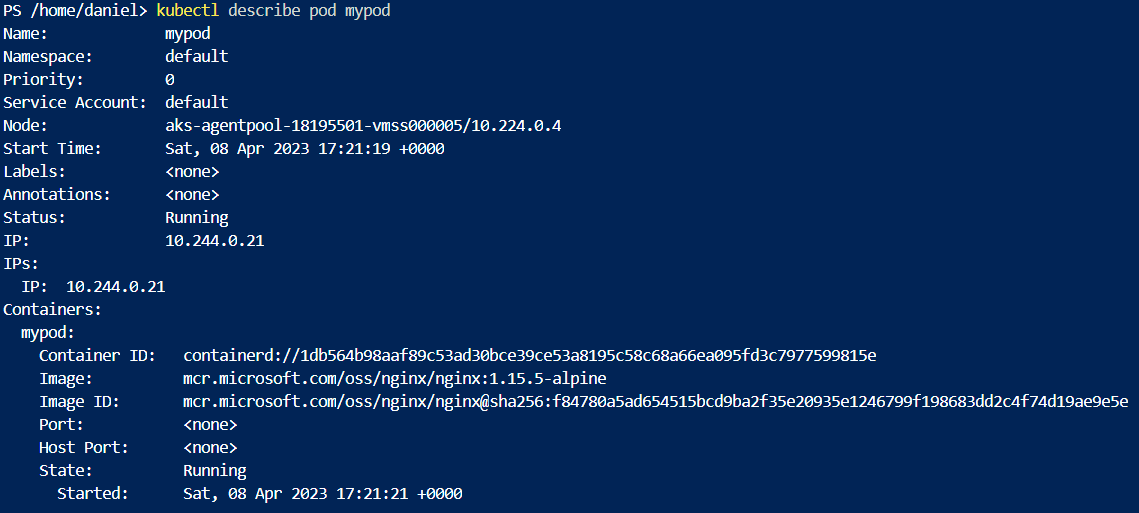 PS /home/daniel> kubectl describe pod mypod
Name:             mypod
Namespace:        default
Priority:         0
Service Account:  default
Node:             aks-agentpool-18195501-vmss000005/10.224.0.4
Start Time:       Sat, 08 Apr 2023 17:21:19 +0000
Labels:           <none>
Annotations:      <none>
Status:           Running
IP:               10.244.0.21
IPs:
  IP:  10.244.0.21
Containers:
  mypod:
    Container ID:   containerd://1db564b98aaf89c53ad30bce39ce53a8195c58c68a66ea095fd3c7977599815e
    Image:          mcr.microsoft.com/oss/nginx/nginx:1.15.5-alpine
    Image ID:       mcr.microsoft.com/oss/nginx/nginx@sha256:f84780a5ad654515bcd9ba2f35e20935e1246799f198683dd2c4f74d19ae9e5e
    Port:           <none>
    Host Port:      <none>
    State:          Running
      Started:      Sat, 08 Apr 2023 17:21:21 +0000